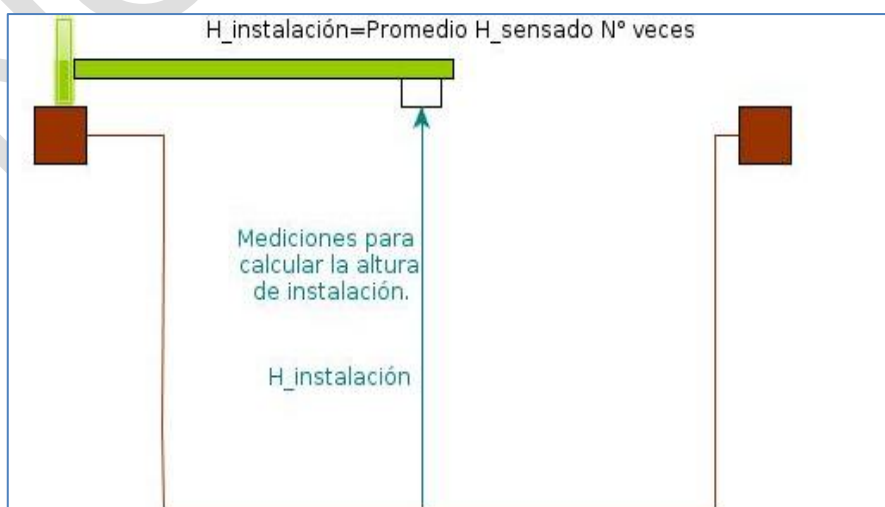 H_instalación=Promedio H_sensado N° veces
Mediciones para
calcular la altura
de instalación.
H_instalación